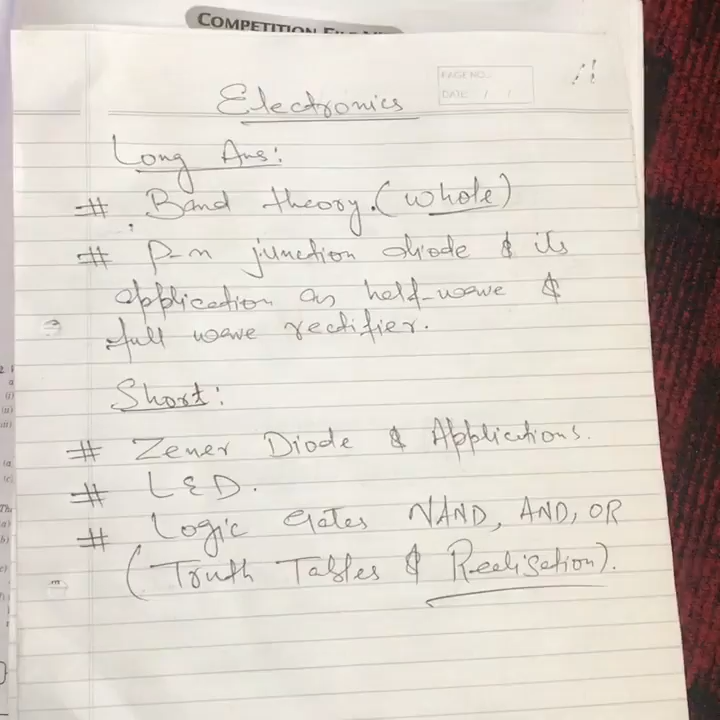 COMPETITION
PAGE NO.:
DATE: / /
Electronics
Long Ans:
# Band theory. (whole)
# P-n junction diode & its
application as half-wave &
full wave rectifier.
Short:
# Zener Diode & Applications.
# LED.
# Logic Gates NAND, AND, OR
(Truth Tables & Realisation).